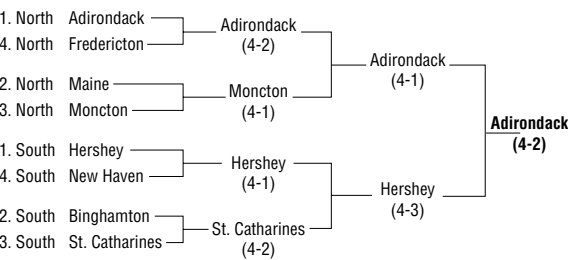 1. North Adirondack
4. North Fredericton
Adirondack
(4-2)
2. North Maine
3. North Moncton
Moncton
(4-1)
Adirondack
(4-1)
1. South Hershey
4. South New Haven
Hershey
(4-1)
2. South Binghamton
3. South St. Catharines
St. Catharines
(4-2)
Hershey
(4-3)
Adirondack
(4-2)